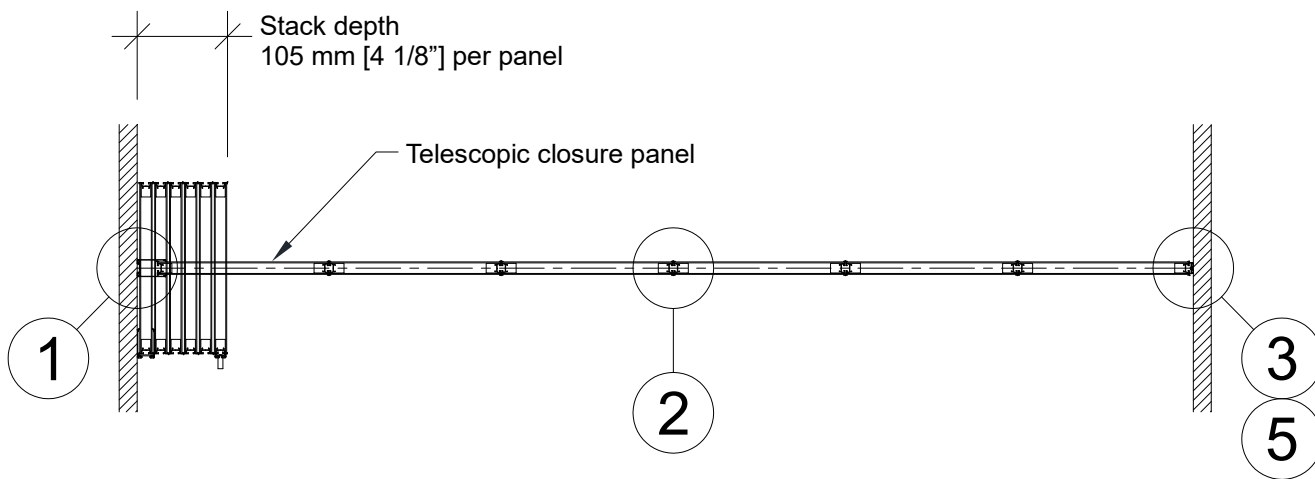 Stack depth
105 mm [4 1/8”] per panel
Telescopic closure panel
1
2
3
5